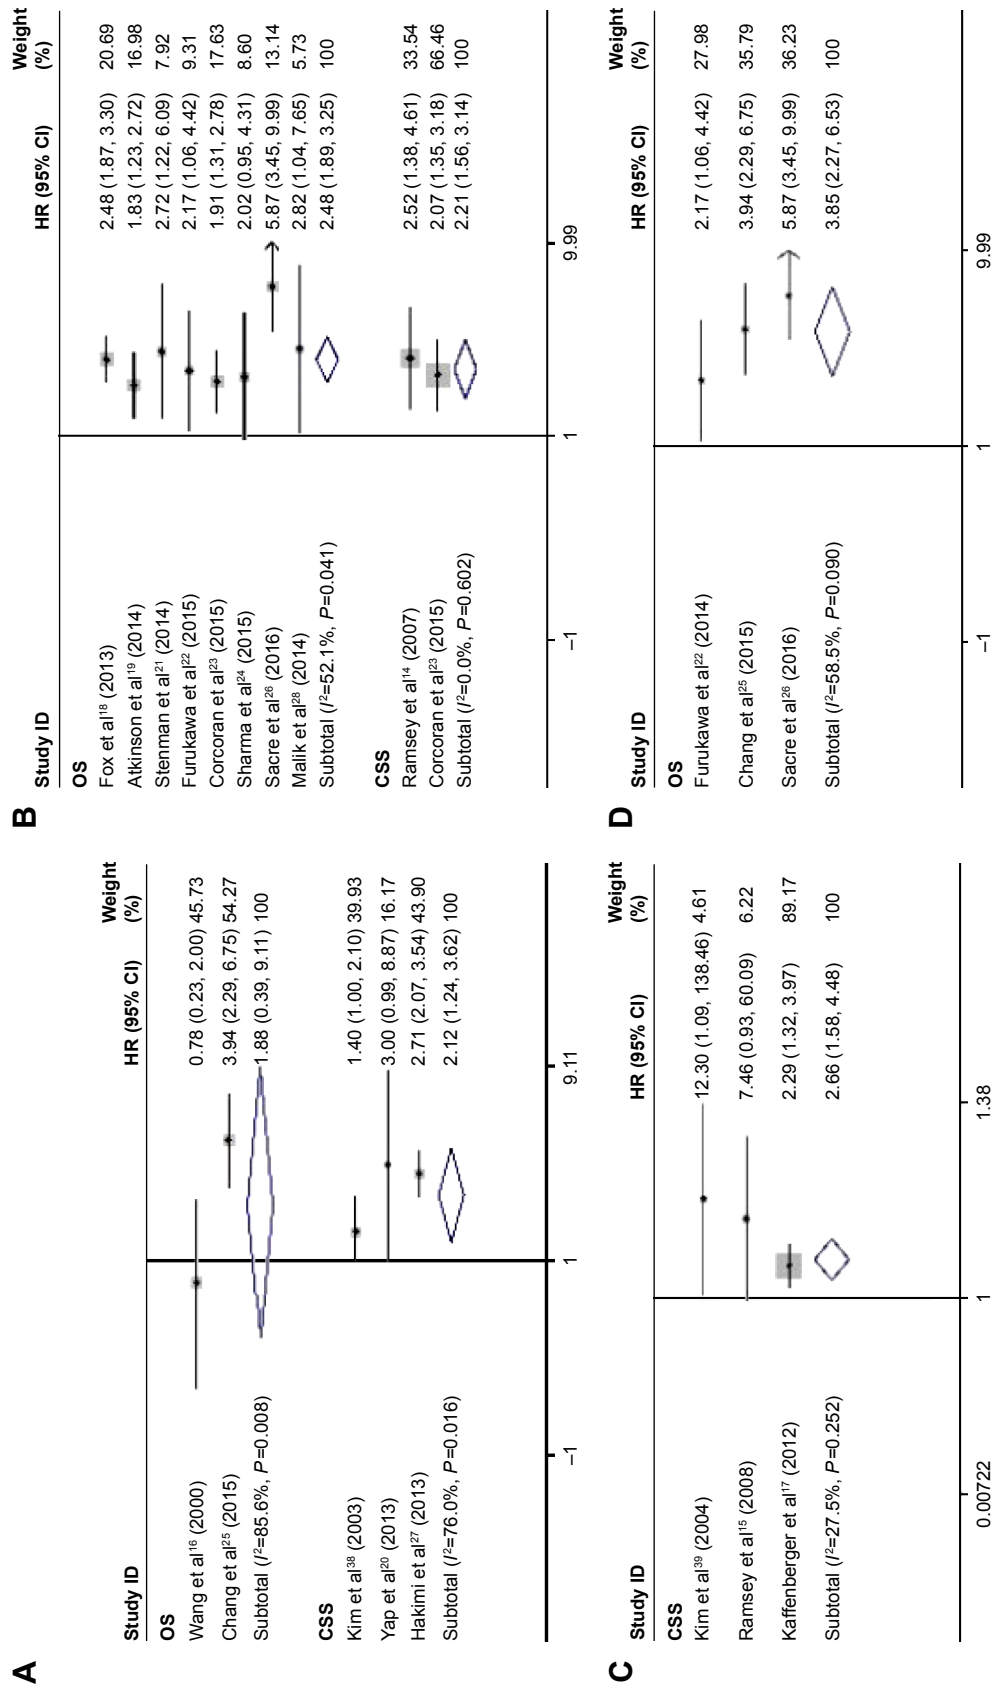 A
Study ID HR (95% CI) Weight (%)
OS
Wang et al16 (2000) 0.78 (0.23, 2.00) 45.73
Chang et al25 (2015) 3.94 (2.29, 6.75) 54.27
Subtotal (I2=85.6%, P=0.008) 1.88 (0.39, 9.11) 100
CSS
Kim et al38 (2003) 1.40 (1.00, 2.10) 39.93
Yap et al20 (2013) 3.00 (0.99, 8.87) 16.17
Hakimi et al27 (2013) 2.71 (2.07, 3.54) 43.90
Subtotal (I2=76.0%, P=0.016) 2.12 (1.24, 3.62) 100
–1 1 9.11
B
Study ID HR (95% CI) Weight (%)
OS
Fox et al18 (2013) 2.48 (1.87, 3.30) 20.69
Atkinson et al19 (2014) 1.83 (1.23, 2.72) 16.98
Stenman et al21 (2014) 2.72 (1.22, 6.09) 7.92
Furukawa et al22 (2015) 2.17 (1.06, 4.42) 9.31
Corcoran et al23 (2015) 1.91 (1.31, 2.78) 17.63
Sharma et al24 (2015) 2.02 (0.95, 4.31) 8.60
Sacre et al26 (2016) 5.87 (3.45, 9.99) 13.14
Malik et al28 (2014) 2.82 (1.04, 7.65) 5.73
Subtotal (I2=52.1%, P=0.041) 2.48 (1.89, 3.25) 100
CSS
Ramsey et al14 (2007) 2.52 (1.38, 4.61) 33.54
Corcoran et al23 (2015) 2.07 (1.35, 3.18) 66.46
Subtotal (I2=0.0%, P=0.602) 2.21 (1.56, 3.14) 100
–1 1 9.99
C
Study ID HR (95% CI) Weight (%)
CSS
Kim et al39 (2004) 12.30 (1.09, 138.46) 4.61
Ramsey et al15 (2008) 7.46 (0.93, 60.09) 6.22
Kaffenberger et al17 (2012) 2.29 (1.32, 3.97) 89.17
Subtotal (I2=27.5%, P=0.252) 2.66 (1.58, 4.48) 100
0.00722 1 1.38
D
Study ID HR (95% CI) Weight (%)
OS
Furukawa et al22 (2014) 2.17 (1.06, 4.42) 27.98
Chang et al25 (2015) 3.94 (2.29, 6.75) 35.79
Sacre et al26 (2016) 5.87 (3.45, 9.99) 36.23
Subtotal (I2=58.5%, P=0.090) 3.85 (2.27, 6.53) 100
–1 1 9.99